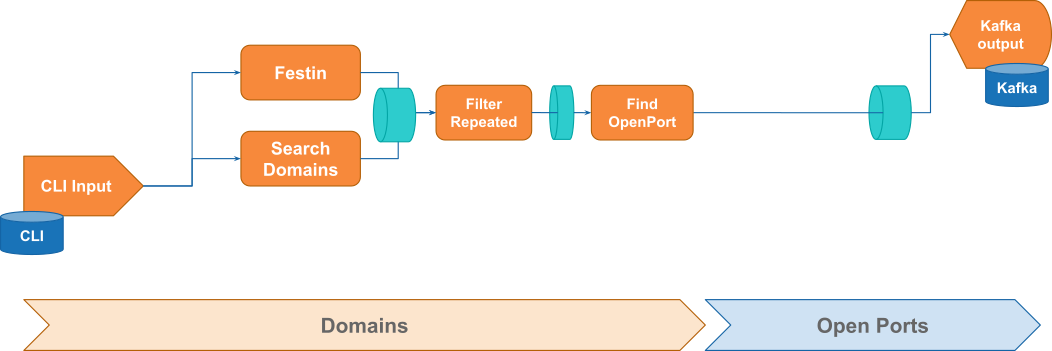 Kafka
output
Kafka
Festin
Filter
Repeated
Find
OpenPort
Search
Domains
CLI Input
CLI
Domains
Open Ports